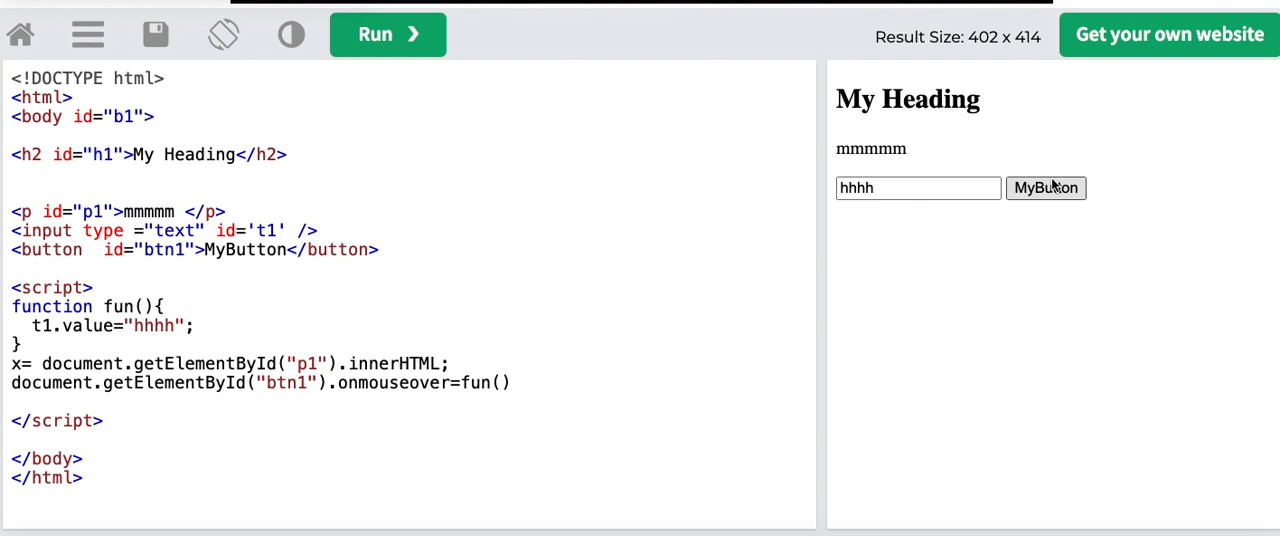 Run ❯
Result Size: 402 x 414
Get your own website
<!DOCTYPE html>
<html>
<body id="b1">
<h2 id="h1">My Heading</h2>
<p id="p1">mmmmm </p>
<input type ="text" id='t1' />
<button  id="btn1">MyButton</button>
<script>
function fun(){
  t1.value="hhhh";
}
x= document.getElementById("p1").innerHTML;
document.getElementById("btn1").onmouseover=fun()
</script>
</body>
</html>
My Heading
mmmmm
hhhh MyButton